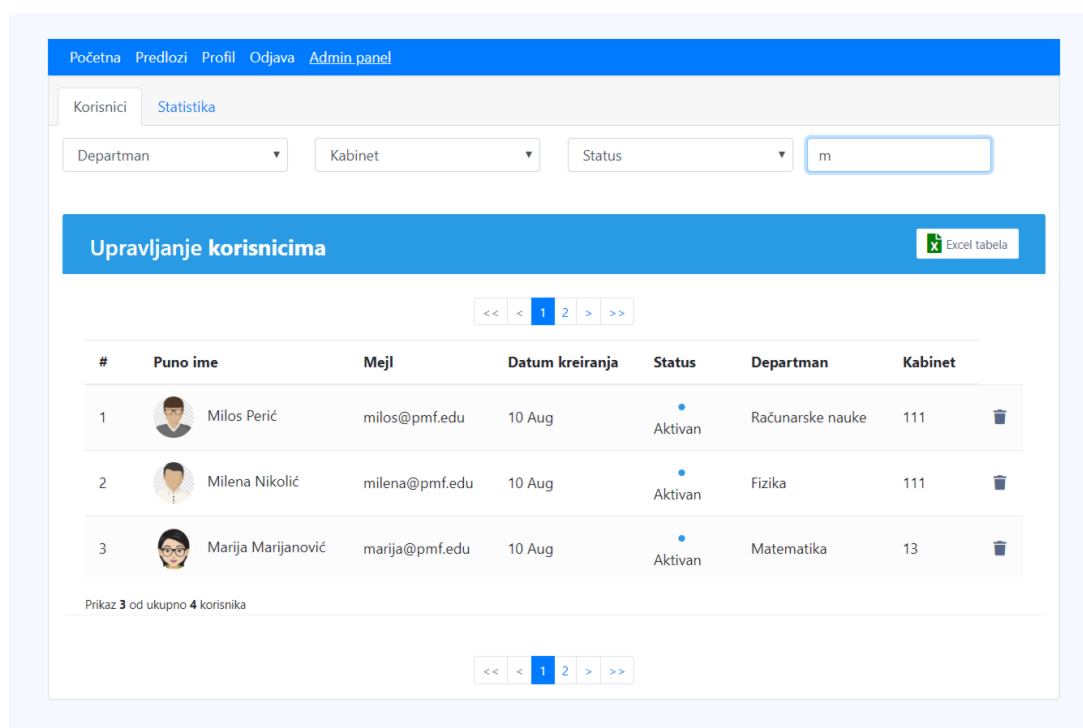 Početna Predlozi Profil Odjava Admin panel
Korisnici Statistika
Departman ▼ Kabinet ▼ Status ▼ m
Upravljanje korisnicima Excel tabela
<< < 1 2 > >>
# Puno ime Mejl Datum kreiranja Status Departman Kabinet
1 Milos Perić milos@pmf.edu 10 Aug • Aktivan Računarske nauke 111
2 Milena Nikolić milena@pmf.edu 10 Aug • Aktivan Fizika 111
3 Marija Marijanović marija@pmf.edu 10 Aug • Aktivan Matematika 13
Prikaz 3 od ukupno 4 korisnika
<< < 1 2 > >>